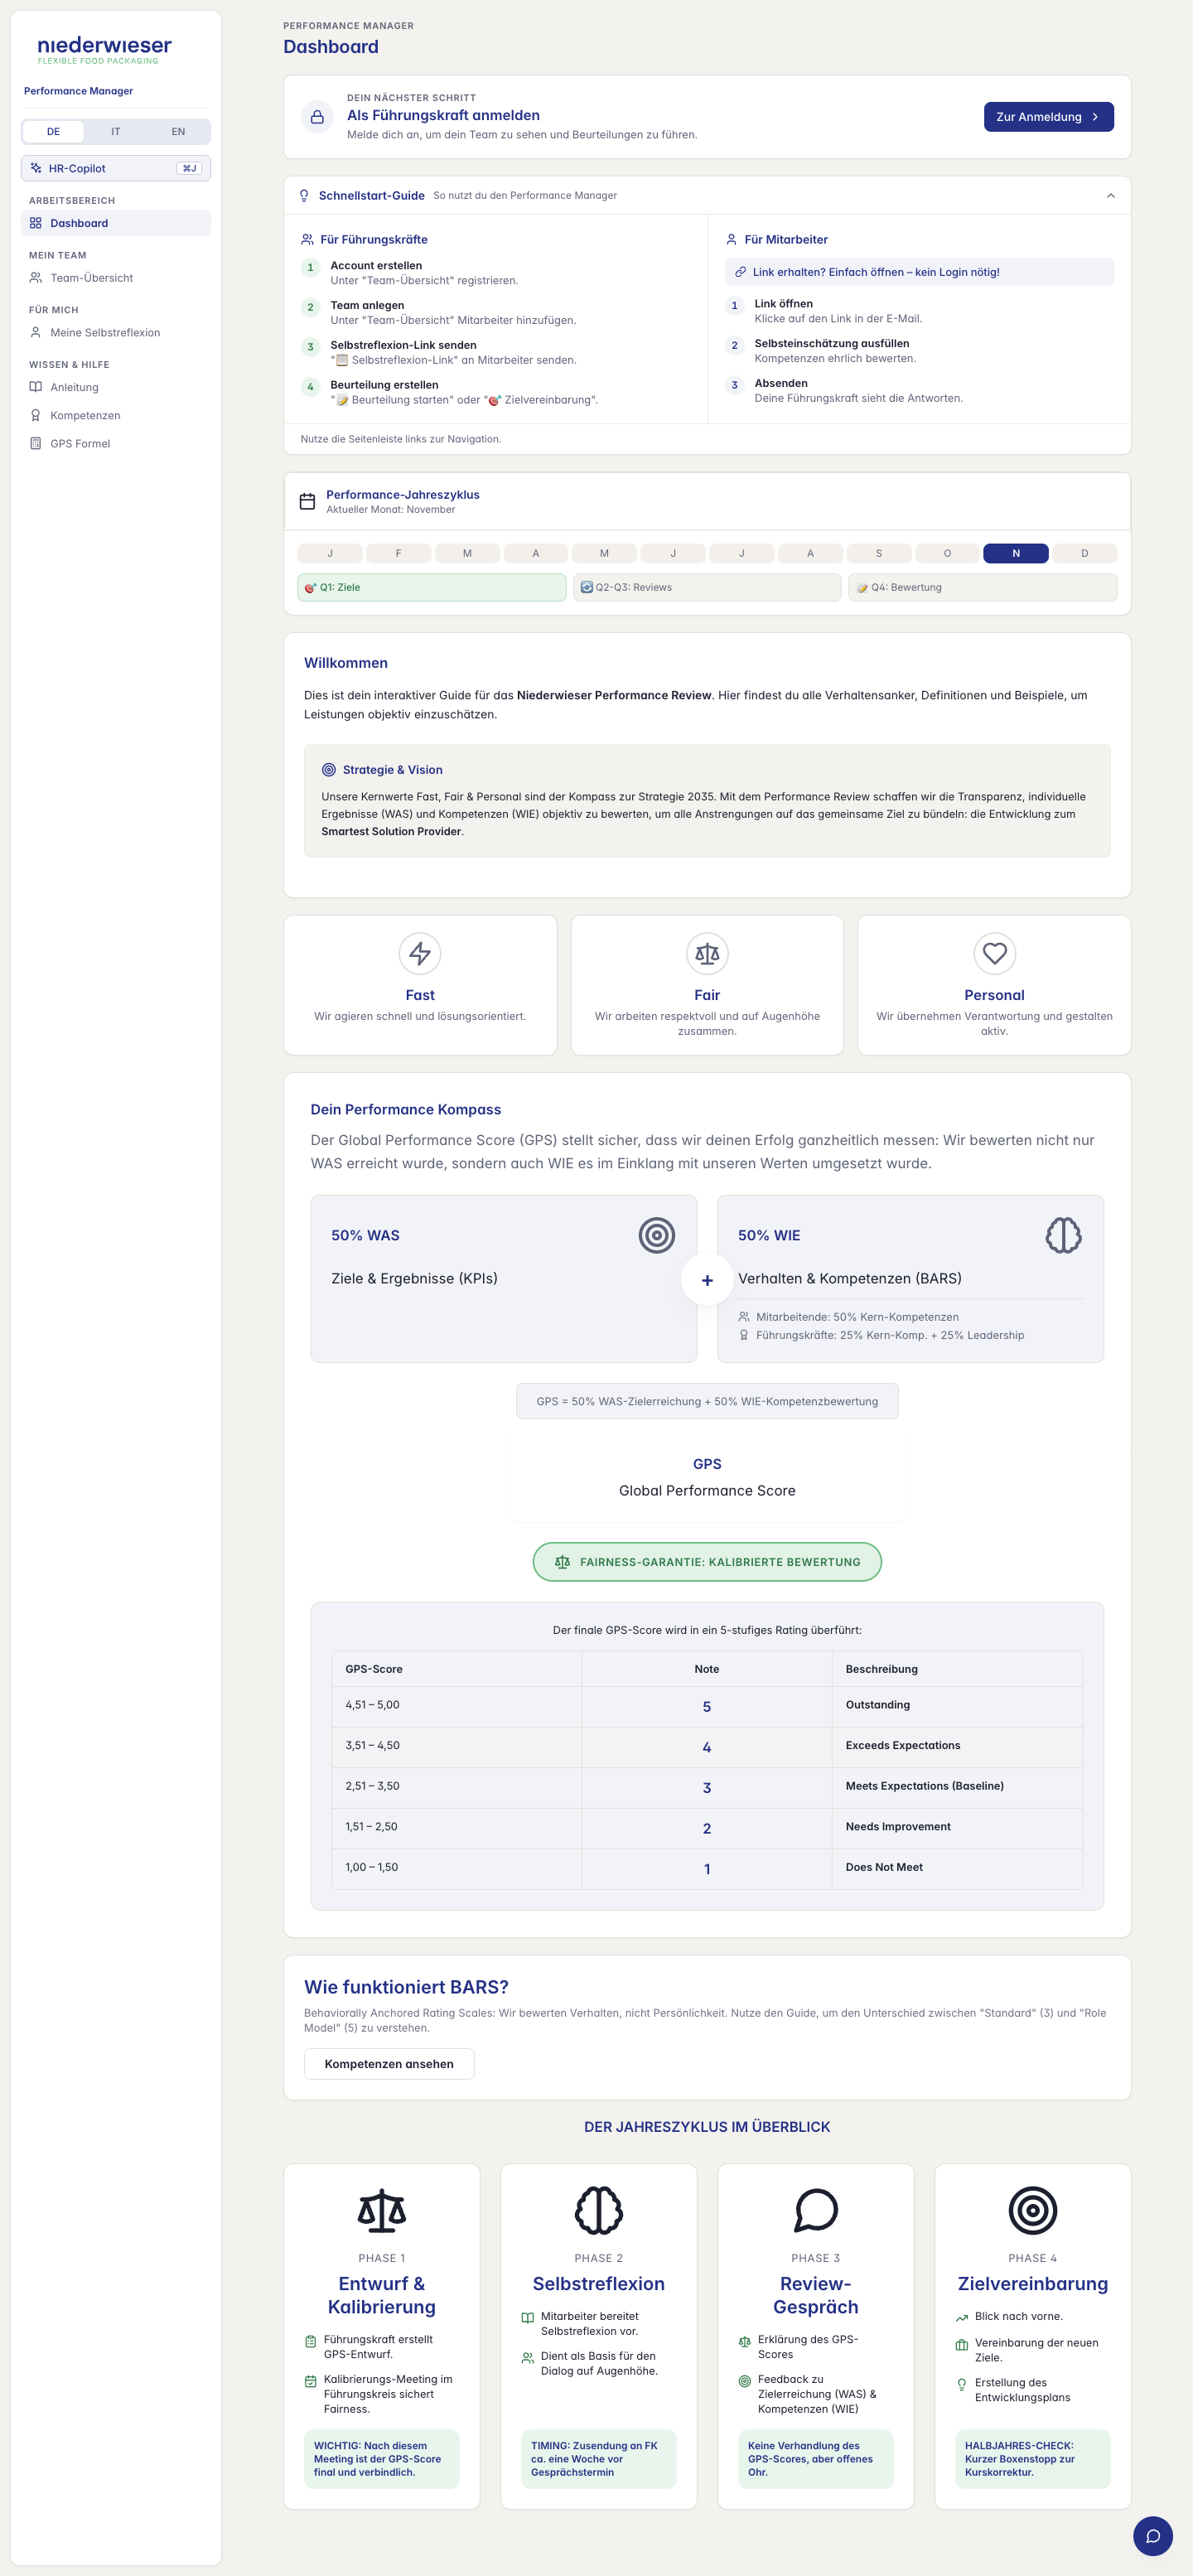 niederwieser
FLEXIBLE FOOD PACKAGING
Performance Manager
DE
IT
EN
HR-Copilot
⌘J
ARBEITSBEREICH
Dashboard
MEIN TEAM
Team-Übersicht
FÜR MICH
Meine Selbstreflexion
WISSEN & HILFE
Anleitung
Kompetenzen
GPS Formel
PERFORMANCE MANAGER
Dashboard
DEIN NÄCHSTER SCHRITT
Als Führungskraft anmelden
Melde dich an, um dein Team zu sehen und Beurteilungen zu führen.
Zur Anmeldung
Schnellstart-Guide So nutzt du den Performance Manager
Für Führungskräfte
1 Account erstellen
Unter "Team-Übersicht" registrieren.
2 Team anlegen
Unter "Team-Übersicht" Mitarbeiter hinzufügen.
3 Selbstreflexion-Link senden
"📋 Selbstreflexion-Link" an Mitarbeiter senden.
4 Beurteilung erstellen
"📝 Beurteilung starten" oder "🎯 Zielvereinbarung".
Für Mitarbeiter
Link erhalten? Einfach öffnen – kein Login nötig!
1 Link öffnen
Klicke auf den Link in der E-Mail.
2 Selbsteinschätzung ausfüllen
Kompetenzen ehrlich bewerten.
3 Absenden
Deine Führungskraft sieht die Antworten.
Nutze die Seitenleiste links zur Navigation.
Performance-Jahreszyklus
Aktueller Monat: November
J F M A M J J A S O N D
🎯 Q1: Ziele
🔄 Q2-Q3: Reviews
📝 Q4: Bewertung
Willkommen
Dies ist dein interaktiver Guide für das Niederwieser Performance Review. Hier findest du alle Verhaltensanker, Definitionen und Beispiele, um
Leistungen objektiv einzuschätzen.
Strategie & Vision
Unsere Kernwerte Fast, Fair & Personal sind der Kompass zur Strategie 2035. Mit dem Performance Review schaffen wir die Transparenz, individuelle
Ergebnisse (WAS) und Kompetenzen (WIE) objektiv zu bewerten, um alle Anstrengungen auf das gemeinsame Ziel zu bündeln: die Entwicklung zum
Smartest Solution Provider.
Fast
Wir agieren schnell und lösungsorientiert.
Fair
Wir arbeiten respektvoll und auf Augenhöhe
zusammen.
Personal
Wir übernehmen Verantwortung und gestalten
aktiv.
Dein Performance Kompass
Der Global Performance Score (GPS) stellt sicher, dass wir deinen Erfolg ganzheitlich messen: Wir bewerten nicht nur
WAS erreicht wurde, sondern auch WIE es im Einklang mit unseren Werten umgesetzt wurde.
50% WAS
Ziele & Ergebnisse (KPIs)
+
50% WIE
Verhalten & Kompetenzen (BARS)
Mitarbeitende: 50% Kern-Kompetenzen
Führungskräfte: 25% Kern-Komp. + 25% Leadership
GPS = 50% WAS-Zielerreichung + 50% WIE-Kompetenzbewertung
GPS
Global Performance Score
FAIRNESS-GARANTIE: KALIBRIERTE BEWERTUNG
Der finale GPS-Score wird in ein 5-stufiges Rating überführt:
GPS-Score Note Beschreibung
4,51 – 5,00 5 Outstanding
3,51 – 4,50 4 Exceeds Expectations
2,51 – 3,50 3 Meets Expectations (Baseline)
1,51 – 2,50 2 Needs Improvement
1,00 – 1,50 1 Does Not Meet
Wie funktioniert BARS?
Behaviorally Anchored Rating Scales: Wir bewerten Verhalten, nicht Persönlichkeit. Nutze den Guide, um den Unterschied zwischen "Standard" (3) und "Role
Model" (5) zu verstehen.
Kompetenzen ansehen
DER JAHRESZYKLUS IM ÜBERBLICK
PHASE 1
Entwurf &
Kalibrierung
Führungskraft erstellt
GPS-Entwurf.
Kalibrierungs-Meeting im
Führungskreis sichert
Fairness.
WICHTIG: Nach diesem
Meeting ist der GPS-Score
final und verbindlich.
PHASE 2
Selbstreflexion
Mitarbeiter bereitet
Selbstreflexion vor.
Dient als Basis für den
Dialog auf Augenhöhe.
TIMING: Zusendung an FK
ca. eine Woche vor
Gesprächstermin
PHASE 3
Review-
Gespräch
Erklärung des GPS-
Scores
Feedback zu
Zielerreichung (WAS) &
Kompetenzen (WIE)
Keine Verhandlung des
GPS-Scores, aber offenes
Ohr.
PHASE 4
Zielvereinbarung
Blick nach vorne.
Vereinbarung der neuen
Ziele.
Erstellung des
Entwicklungsplans
HALBJAHRES-CHECK:
Kurzer Boxenstopp zur
Kurskorrektur.